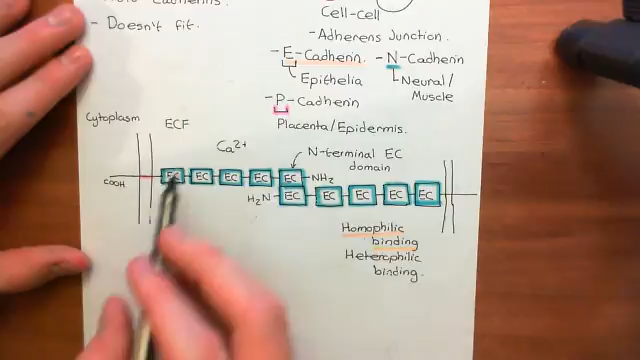 - Doesn't fit.
Cell-cell
- Adherens Junction.
- E-Cadherin
Epithelia
- N-Cadherin
Neural/
Muscle
- P-Cadherin
Placenta/Epidermis.
Cytoplasm
ECF
Ca2+
N-terminal EC
domain
COOH
EC EC EC EC EC NH2
H2N EC EC EC EC EC
Homophilic
binding
Heterophilic
binding.